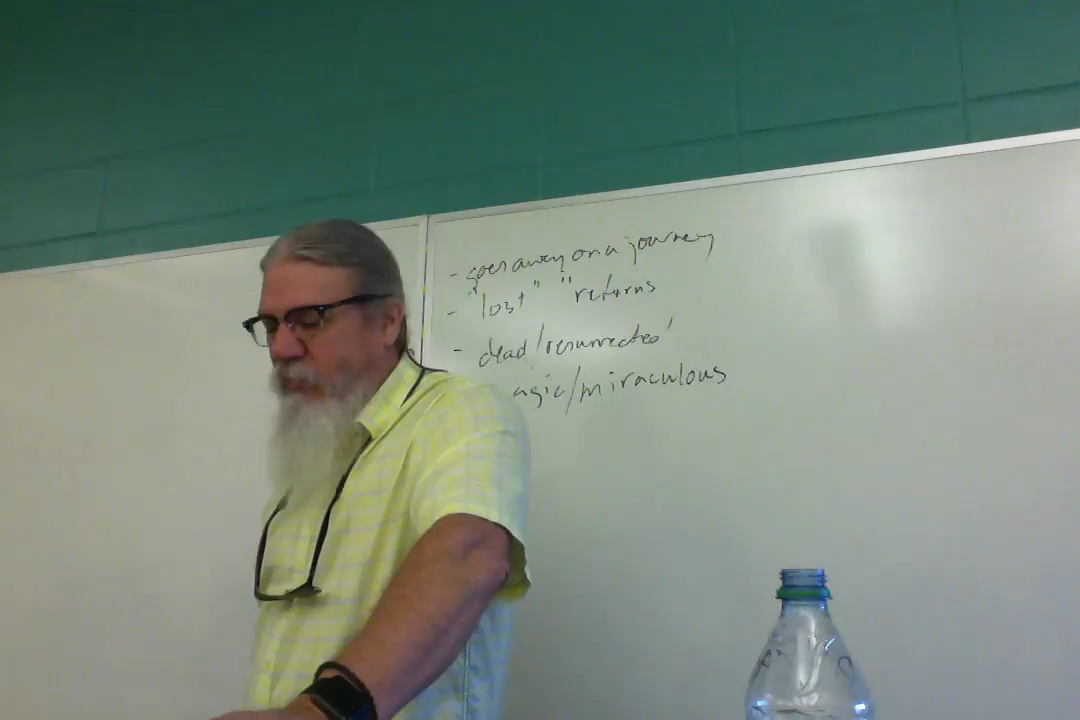 - goes away on a journey
- "lost" "returns
- dead/resurrected
agic/miraculous